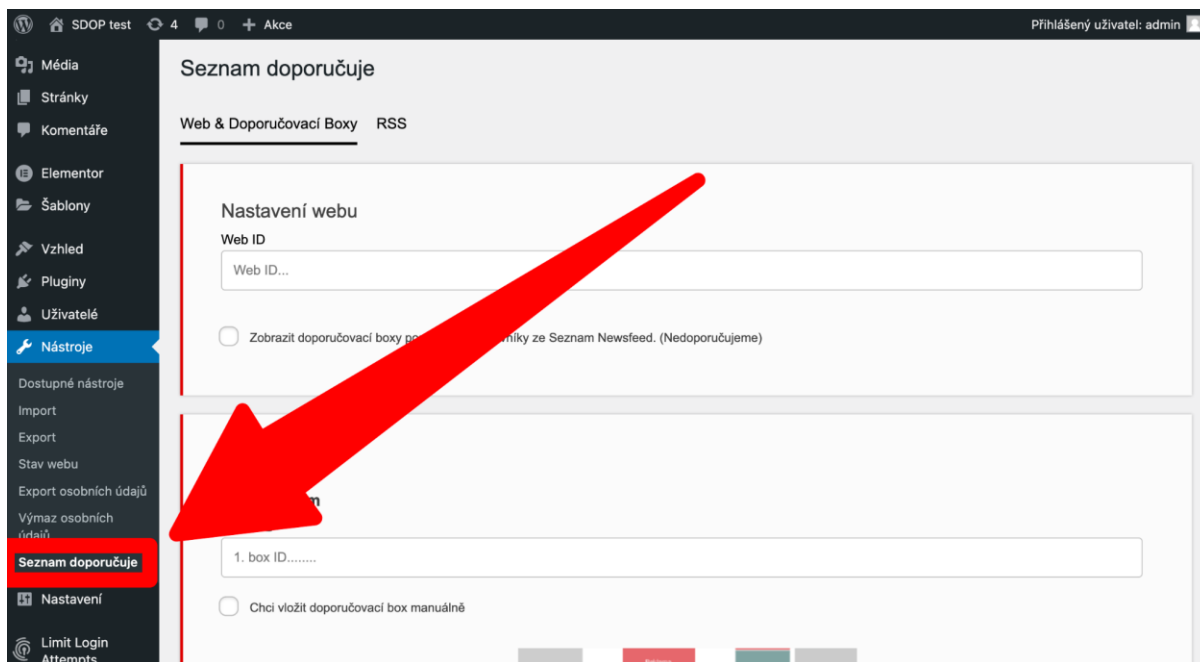 SDOP test 4 0 + Akce Přihlášený uživatel: admin
Média
Stránky
Komentáře
Elementor
Šablony
Vzhled
Pluginy
Uživatelé
Nástroje
Dostupné nástroje
Import
Export
Stav webu
Export osobních údajů
Výmaz osobních
údajů
Seznam doporučuje
Nastavení
Limit Login
Attempts
Seznam doporučuje
Web & Doporučovací Boxy RSS
Nastavení webu
Web ID
Web ID...
Zobrazit doporučovací boxy ze Seznam Newsfeed. (Nedoporučujeme)
1. box ID........
Chci vložit doporučovací box manuálně